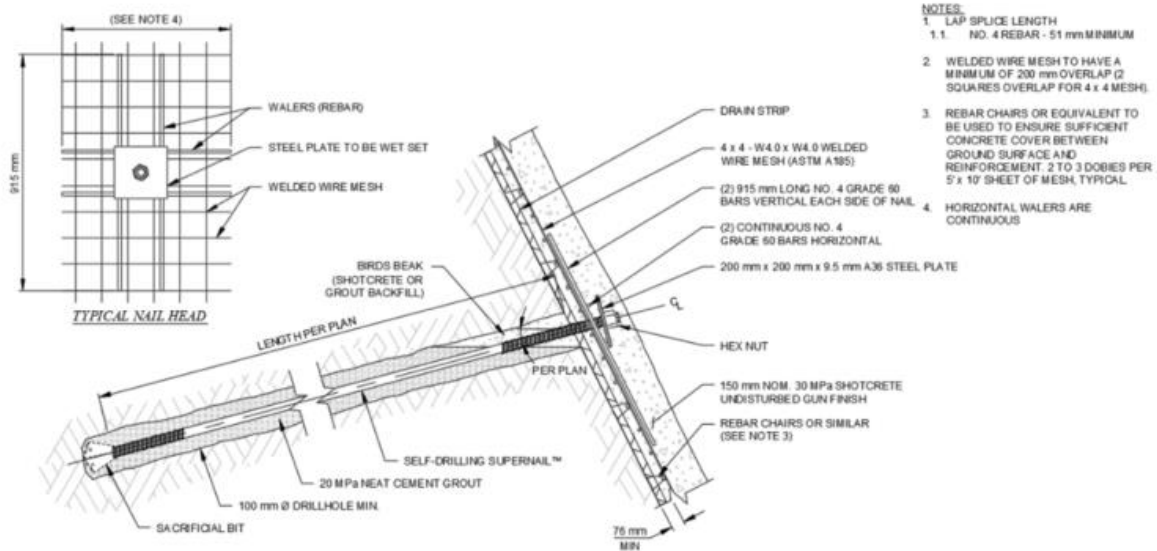 (SEE NOTE 4)
915 mm
WALERS (REBAR)
STEEL PLATE TO BE WET SET
WELDED WIRE MESH
TYPICAL NAIL HEAD
BIRDS BEAK
(SHOTCRETE OR
GROUT BACKFILL)
LENGTH PER PLAN
PER PLAN
SELF-DRILLING SUPERNAIL™
20 MPa NEAT CEMENT GROUT
100 mm Ø DRILLHOLE MIN.
SACRIFICIAL BIT
DRAIN STRIP
4 x 4 - W4.0 x W4.0 WELDED
WIRE MESH (ASTM A185)
(2) 915 mm LONG NO. 4 GRADE 60
BARS VERTICAL EACH SIDE OF NAIL
(2) CONTINUOUS NO. 4
GRADE 60 BARS HORIZONTAL
200 mm x 200 mm x 9.5 mm A36 STEEL PLATE
CL
HEX NUT
150 mm NOM. 30 MPa SHOTCRETE
UNDISTURBED GUN FINISH
REBAR CHAIRS OR SIMILAR
(SEE NOTE 3)
76 mm
MIN
NOTES:
1. LAP SPLICE LENGTH
1.1. NO. 4 REBAR - 51 mm MINIMUM
2. WELDED WIRE MESH TO HAVE A
MINIMUM OF 200 mm OVERLAP (2
SQUARES OVERLAP FOR 4 x 4 MESH).
3. REBAR CHAIRS OR EQUIVALENT TO
BE USED TO ENSURE SUFFICIENT
CONCRETE COVER BETWEEN
GROUND SURFACE AND
REINFORCEMENT. 2 TO 3 DOBIES PER
5' x 10' SHEET OF MESH, TYPICAL.
4. HORIZONTAL WALERS ARE
CONTINUOUS